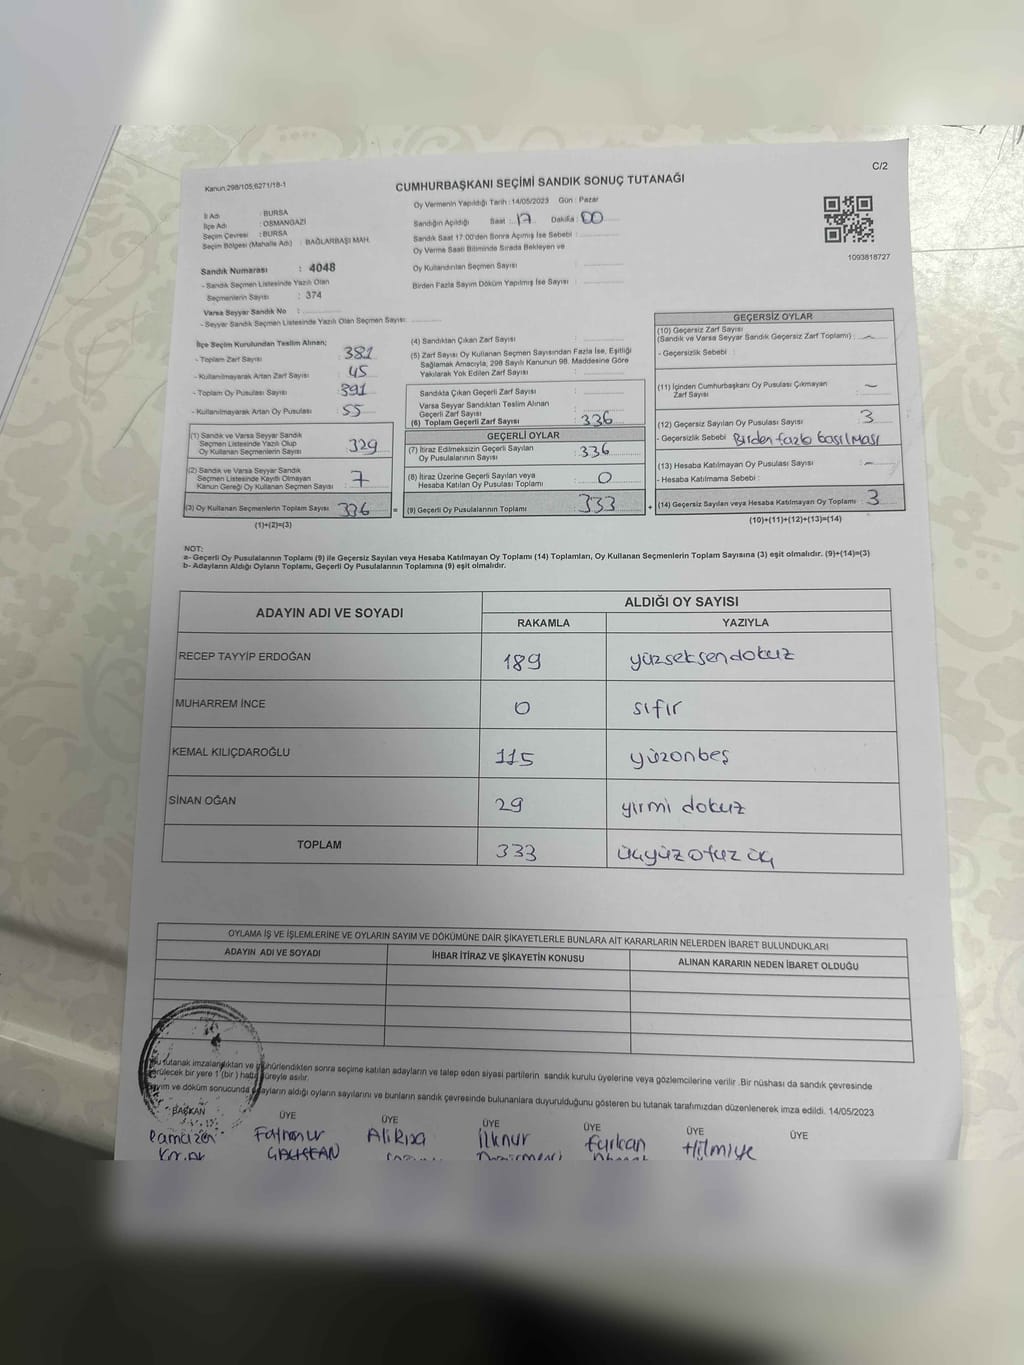 C/2
Kanun,298/105,6271/18-1
CUMHURBAŞKANI SEÇİMİ SANDIK SONUÇ TUTANAĞI
İl Adı : BURSA
İlçe Adı : OSMANGAZİ
Seçim Çevresi : BURSA
Seçim Bölgesi (Mahalle Adı) : BAĞLARBAŞI MAH.
Sandık Numarası : 4048
- Sandık Seçmen Listesinde Yazılı Olan
Seçmenlerin Sayısı : 374
Varsa Seyyar Sandık No :
- Seyyar Sandık Seçmen Listesinde Yazılı Olan Seçmen Sayısı:
Oy Vermenin Yapıldığı Tarih : 14/05/2023 Gün : Pazar
Sandığın Açıldığı Saat : 17 Dakika : 00
Sandık Saat 17:00'den Sonra Açımış İse Sebebi :
Oy Verme Saati Bitiminde Sırada Bekleyen ve
Oy Kullandırılan Seçmen Sayısı :
Birden Fazla Sayım Döküm Yapılmış İse Sayısı :
1093818727
İlçe Seçim Kurulundan Teslim Alınan;
- Toplam Zarf Sayısı : 381
- Kullanılmayarak Artan Zarf Sayısı : 45
- Toplam Oy Pusulası Sayısı : 391
- Kullanılmayarak Artan Oy Pusulası : 55
(1) Sandık ve Varsa Seyyar Sandık
Seçmen Listesinde Yazılı Olup
Oy Kullanan Seçmenlerin Sayısı 329
(2) Sandık ve Varsa Seyyar Sandık
Seçmen Listesinde Kayıtlı Olmayan
Kanun Gereği Oy Kullanan Seçmen Sayısı 7
(3) Oy Kullanan Seçmenlerin Toplam Sayısı 336
(1)+(2)=(3)
=
(4) Sandıktan Çıkan Zarf Sayısı :
(5) Zarf Sayısı Oy Kullanan Seçmen Sayısından Fazla İse, Eşitliği
Sağlamak Amacıyla, 298 Sayılı Kanunun 98. Maddesine Göre
Yakılarak Yok Edilen Zarf Sayısı :
Sandıkta Çıkan Geçerli Zarf Sayısı :
Varsa Seyyar Sandıktan Teslim Alınan
Geçerli Zarf Sayısı :
(6) Toplam Geçerli Zarf Sayısı : 336
GEÇERLİ OYLAR
(7) İtiraz Edilmeksizin Geçerli Sayılan
Oy Pusulalarının Sayısı : 336
(8) İtiraz Üzerine Geçerli Sayılan veya
Hesaba Katılan Oy Pusulası Toplamı : 0
(9) Geçerli Oy Pusulalarının Toplamı : 333
+
GEÇERSİZ OYLAR
(10) Geçersiz Zarf Sayısı
(Sandık ve Varsa Seyyar Sandık Geçersiz Zarf Toplamı) : –
- Geçersizlik Sebebi :
(11) İçinden Cumhurbaşkanı Oy Pusulası Çıkmayan
Zarf Sayısı : –
(12) Geçersiz Sayılan Oy Pusulası Sayısı : 3
- Geçersizlik Sebebi : Birden fazla basılması
(13) Hesaba Katılmayan Oy Pusulası Sayısı : –
- Hesaba Katılmama Sebebi :
(14) Geçersiz Sayılan veya Hesaba Katılmayan Oy Toplamı : 3
(10)+(11)+(12)+(13)=(14)
NOT:
a- Geçerli Oy Pusulalarının Toplamı (9) ile Geçersiz Sayılan veya Hesaba Katılmayan Oy Toplamı (14) Toplamları, Oy Kullanan Seçmenlerin Toplam Sayısına (3) eşit olmalıdır. (9)+(14)=(3)
b- Adayların Aldığı Oyların Toplamı, Geçerli Oy Pusulalarının Toplamına (9) eşit olmalıdır.
ADAYIN ADI VE SOYADI ALDIĞI OY SAYISI
RAKAMLA YAZIYLA
RECEP TAYYİP ERDOĞAN 189 yüzseksendokuz
MUHARREM İNCE 0 sıfır
KEMAL KILIÇDAROĞLU 115 yüzonbeş
SİNAN OĞAN 29 yirmi dokuz
TOPLAM 333 üçyüz otuz üç
OYLAMA İŞ VE İŞLEMLERİNE VE OYLARIN SAYIM VE DÖKÜMÜNE DAİR ŞİKAYETLERLE BUNLARA AİT KARARLARIN NELERDEN İBARET BULUNDUKLARI
ADAYIN ADI VE SOYADI İHBAR İTİRAZ VE ŞİKAYETİN KONUSU ALINAN KARARIN NEDEN İBARET OLDUĞU
Bu tutanak imzalandıktan ve mühürlendikten sonra seçime katılan adayların ve talep eden siyasi partilerin sandık kurulu üyelerine veya gözlemcilerine verilir. Bir nüshası da sandık çevresinde
görülecek bir yere 1 (bir) hafta süreyle asılır.
Sayım ve döküm sonucunda adayların aldığı oyların sayılarını ve bunların sandık çevresinde bulunanlara duyurulduğunu gösteren bu tutanak tarafımızdan düzenlenerek imza edildi. 14/05/2023
BAŞKAN ÜYE ÜYE ÜYE ÜYE ÜYE ÜYE
Ramazan Fatmanur Ali Rıza İlknur Furkan Hilmiye